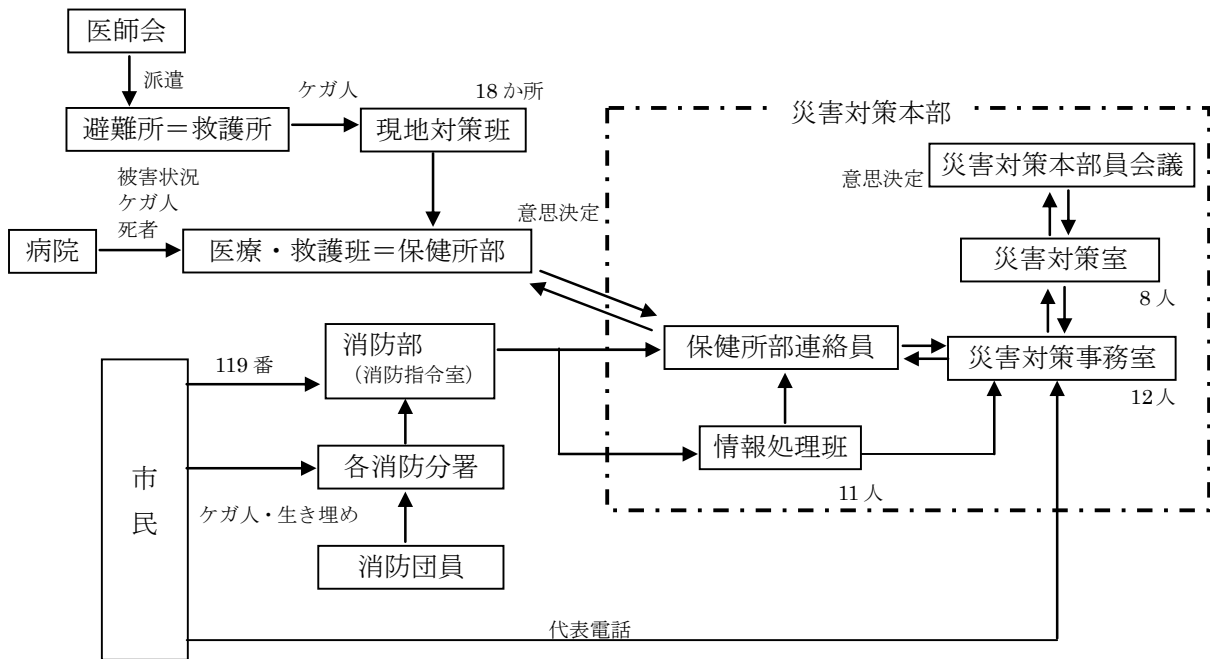 医師会
派遣
ケガ人
18か所
避難所＝救護所
現地対策班
災害対策本部
災害対策本部員会議
意思決定
被害状況
ケガ人
死者
病院
医療・救護班＝保健所部
意思決定
災害対策室
8人
消防部
（消防指令室）
保健所部連絡員
災害対策事務室
12人
119番
市民
各消防分署
情報処理班
11人
ケガ人・生き埋め
消防団員
代表電話